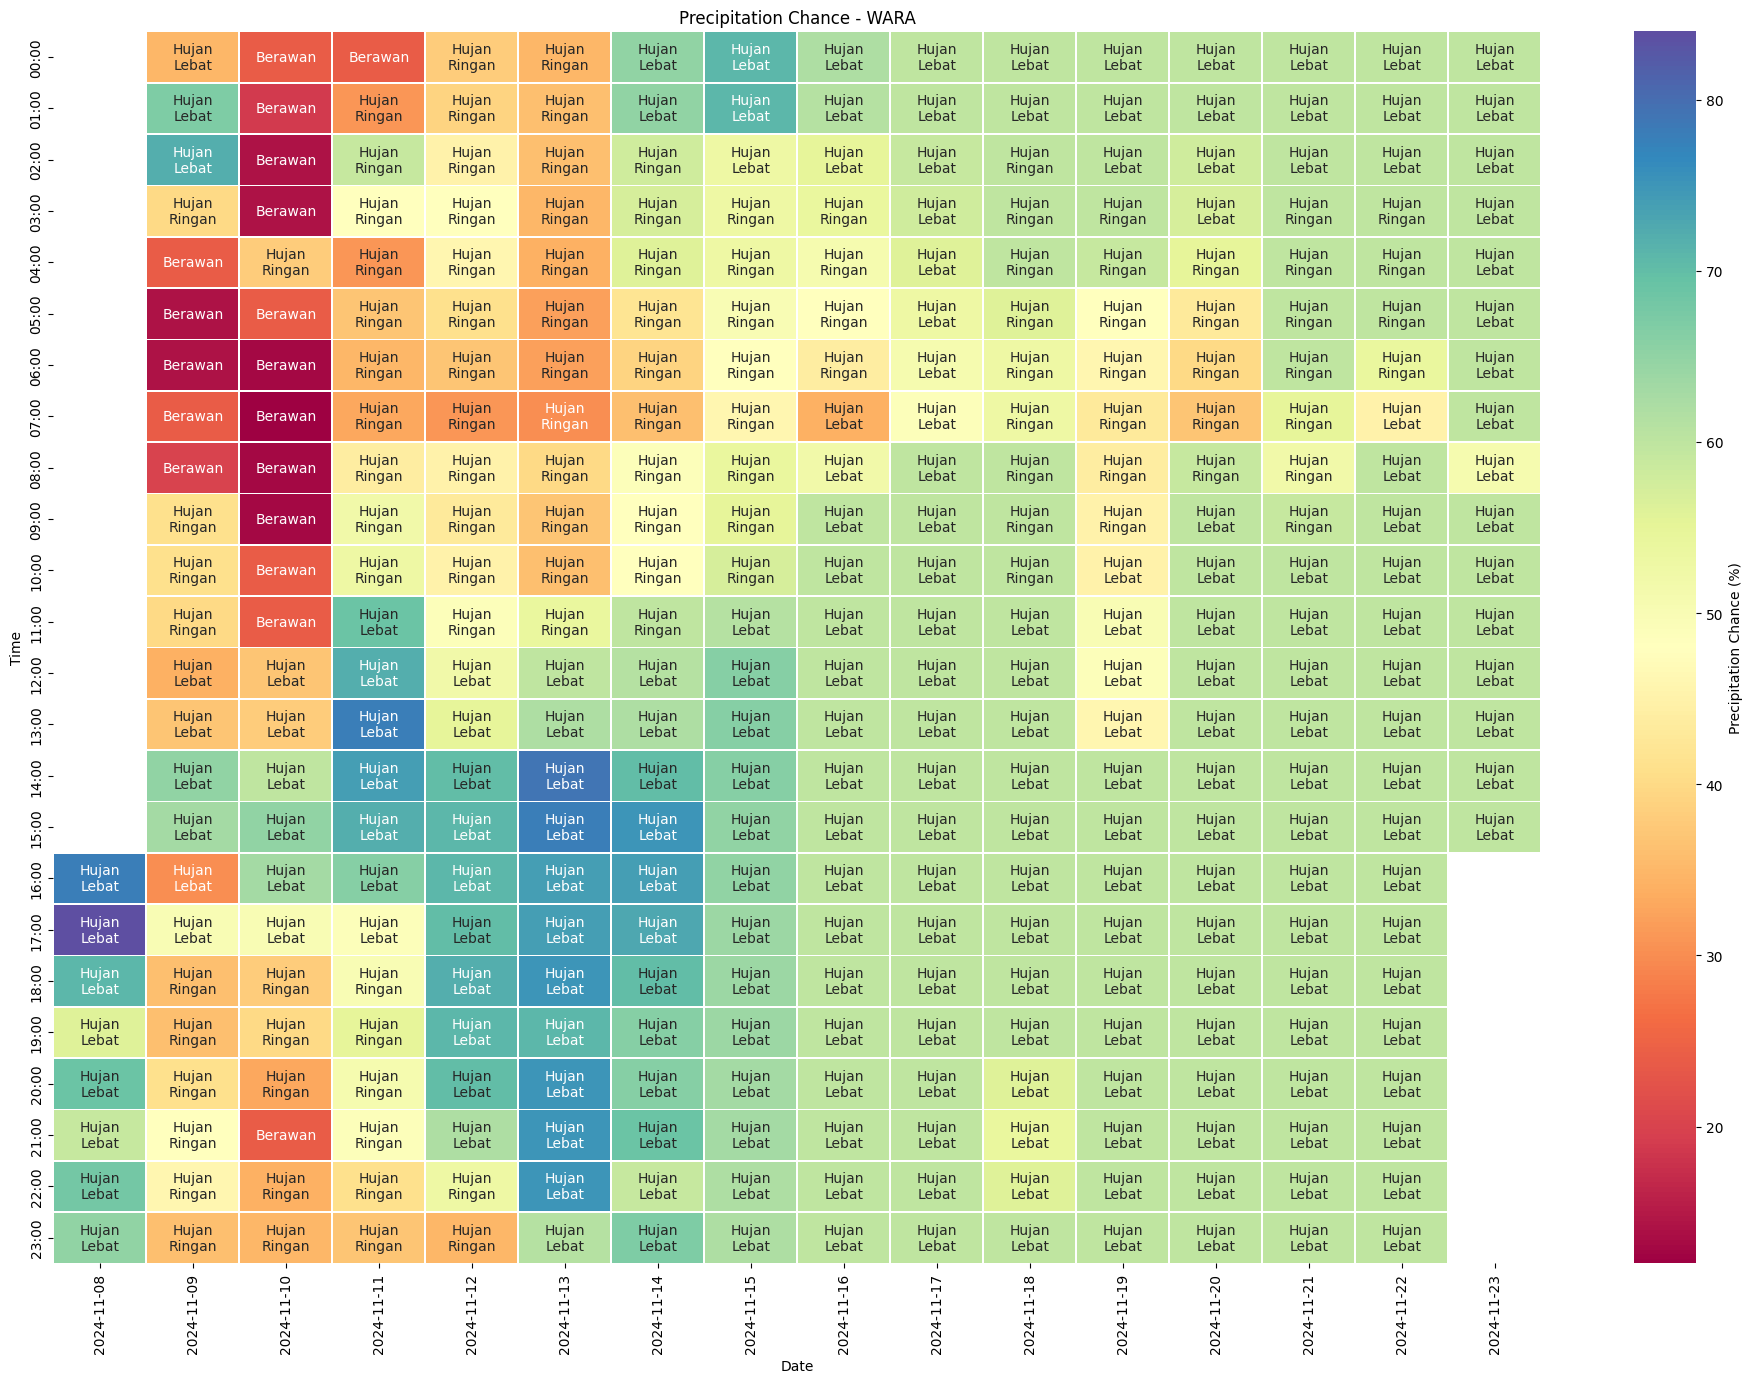 Precipitation Chance - WARA
00:00 Hujan Lebat Berawan Berawan Hujan Ringan Hujan Ringan Hujan Lebat Hujan Lebat Hujan Lebat Hujan Lebat Hujan Lebat Hujan Lebat Hujan Lebat Hujan Lebat Hujan Lebat Hujan Lebat
01:00 Hujan Lebat Berawan Hujan Ringan Hujan Ringan Hujan Ringan Hujan Lebat Hujan Lebat Hujan Lebat Hujan Lebat Hujan Lebat Hujan Lebat Hujan Lebat Hujan Lebat Hujan Lebat Hujan Lebat
02:00 Hujan Lebat Berawan Hujan Ringan Hujan Ringan Hujan Ringan Hujan Ringan Hujan Lebat Hujan Lebat Hujan Lebat Hujan Ringan Hujan Lebat Hujan Lebat Hujan Lebat Hujan Lebat Hujan Lebat
03:00 Hujan Ringan Berawan Hujan Ringan Hujan Ringan Hujan Ringan Hujan Ringan Hujan Ringan Hujan Ringan Hujan Lebat Hujan Ringan Hujan Ringan Hujan Lebat Hujan Ringan Hujan Ringan Hujan Lebat
04:00 Berawan Hujan Ringan Hujan Ringan Hujan Ringan Hujan Ringan Hujan Ringan Hujan Ringan Hujan Ringan Hujan Lebat Hujan Ringan Hujan Ringan Hujan Ringan Hujan Ringan Hujan Ringan Hujan Lebat
05:00 Berawan Berawan Hujan Ringan Hujan Ringan Hujan Ringan Hujan Ringan Hujan Ringan Hujan Ringan Hujan Lebat Hujan Ringan Hujan Ringan Hujan Ringan Hujan Ringan Hujan Ringan Hujan Lebat
06:00 Berawan Berawan Hujan Ringan Hujan Ringan Hujan Ringan Hujan Ringan Hujan Ringan Hujan Ringan Hujan Lebat Hujan Ringan Hujan Ringan Hujan Ringan Hujan Ringan Hujan Ringan Hujan Lebat
07:00 Berawan Berawan Hujan Ringan Hujan Ringan Hujan Ringan Hujan Ringan Hujan Ringan Hujan Lebat Hujan Lebat Hujan Ringan Hujan Ringan Hujan Ringan Hujan Ringan Hujan Lebat Hujan Lebat
08:00 Berawan Berawan Hujan Ringan Hujan Ringan Hujan Ringan Hujan Ringan Hujan Ringan Hujan Lebat Hujan Lebat Hujan Ringan Hujan Ringan Hujan Ringan Hujan Ringan Hujan Lebat Hujan Lebat
09:00 Hujan Ringan Berawan Hujan Ringan Hujan Ringan Hujan Ringan Hujan Ringan Hujan Ringan Hujan Lebat Hujan Lebat Hujan Ringan Hujan Ringan Hujan Lebat Hujan Ringan Hujan Lebat Hujan Lebat
10:00 Hujan Ringan Berawan Hujan Ringan Hujan Ringan Hujan Ringan Hujan Ringan Hujan Ringan Hujan Lebat Hujan Lebat Hujan Ringan Hujan Lebat Hujan Lebat Hujan Lebat Hujan Lebat Hujan Lebat
11:00 Hujan Ringan Berawan Hujan Lebat Hujan Ringan Hujan Ringan Hujan Ringan Hujan Lebat Hujan Lebat Hujan Lebat Hujan Lebat Hujan Lebat Hujan Lebat Hujan Lebat Hujan Lebat Hujan Lebat
12:00 Hujan Lebat Hujan Lebat Hujan Lebat Hujan Lebat Hujan Lebat Hujan Lebat Hujan Lebat Hujan Lebat Hujan Lebat Hujan Lebat Hujan Lebat Hujan Lebat Hujan Lebat Hujan Lebat Hujan Lebat
13:00 Hujan Lebat Hujan Lebat Hujan Lebat Hujan Lebat Hujan Lebat Hujan Lebat Hujan Lebat Hujan Lebat Hujan Lebat Hujan Lebat Hujan Lebat Hujan Lebat Hujan Lebat Hujan Lebat Hujan Lebat
14:00 Hujan Lebat Hujan Lebat Hujan Lebat Hujan Lebat Hujan Lebat Hujan Lebat Hujan Lebat Hujan Lebat Hujan Lebat Hujan Lebat Hujan Lebat Hujan Lebat Hujan Lebat Hujan Lebat Hujan Lebat
15:00 Hujan Lebat Hujan Lebat Hujan Lebat Hujan Lebat Hujan Lebat Hujan Lebat Hujan Lebat Hujan Lebat Hujan Lebat Hujan Lebat Hujan Lebat Hujan Lebat Hujan Lebat Hujan Lebat Hujan Lebat
16:00 Hujan Lebat Hujan Lebat Hujan Lebat Hujan Lebat Hujan Lebat Hujan Lebat Hujan Lebat Hujan Lebat Hujan Lebat Hujan Lebat Hujan Lebat Hujan Lebat Hujan Lebat Hujan Lebat Hujan Lebat
17:00 Hujan Lebat Hujan Lebat Hujan Lebat Hujan Lebat Hujan Lebat Hujan Lebat Hujan Lebat Hujan Lebat Hujan Lebat Hujan Lebat Hujan Lebat Hujan Lebat Hujan Lebat Hujan Lebat Hujan Lebat
18:00 Hujan Lebat Hujan Ringan Hujan Ringan Hujan Ringan Hujan Lebat Hujan Lebat Hujan Lebat Hujan Lebat Hujan Lebat Hujan Lebat Hujan Lebat Hujan Lebat Hujan Lebat Hujan Lebat Hujan Lebat
19:00 Hujan Lebat Hujan Ringan Hujan Ringan Hujan Ringan Hujan Lebat Hujan Lebat Hujan Lebat Hujan Lebat Hujan Lebat Hujan Lebat Hujan Lebat Hujan Lebat Hujan Lebat Hujan Lebat Hujan Lebat
20:00 Hujan Lebat Hujan Ringan Hujan Ringan Hujan Ringan Hujan Lebat Hujan Lebat Hujan Lebat Hujan Lebat Hujan Lebat Hujan Lebat Hujan Lebat Hujan Lebat Hujan Lebat Hujan Lebat Hujan Lebat
21:00 Hujan Lebat Hujan Ringan Berawan Hujan Ringan Hujan Lebat Hujan Lebat Hujan Lebat Hujan Lebat Hujan Lebat Hujan Lebat Hujan Lebat Hujan Lebat Hujan Lebat Hujan Lebat Hujan Lebat
22:00 Hujan Lebat Hujan Ringan Hujan Ringan Hujan Ringan Hujan Ringan Hujan Lebat Hujan Lebat Hujan Lebat Hujan Lebat Hujan Lebat Hujan Lebat Hujan Lebat Hujan Lebat Hujan Lebat Hujan Lebat
23:00 Hujan Lebat Hujan Ringan Hujan Ringan Hujan Ringan Hujan Ringan Hujan Lebat Hujan Lebat Hujan Lebat Hujan Lebat Hujan Lebat Hujan Lebat Hujan Lebat Hujan Lebat Hujan Lebat Hujan Lebat
Time
2024-11-08 2024-11-09 2024-11-10 2024-11-11 2024-11-12 2024-11-13 2024-11-14 2024-11-15 2024-11-16 2024-11-17 2024-11-18 2024-11-19 2024-11-20 2024-11-21 2024-11-22 2024-11-23
Date
80
70
60
50
40
30
20
Precipitation Chance (%)